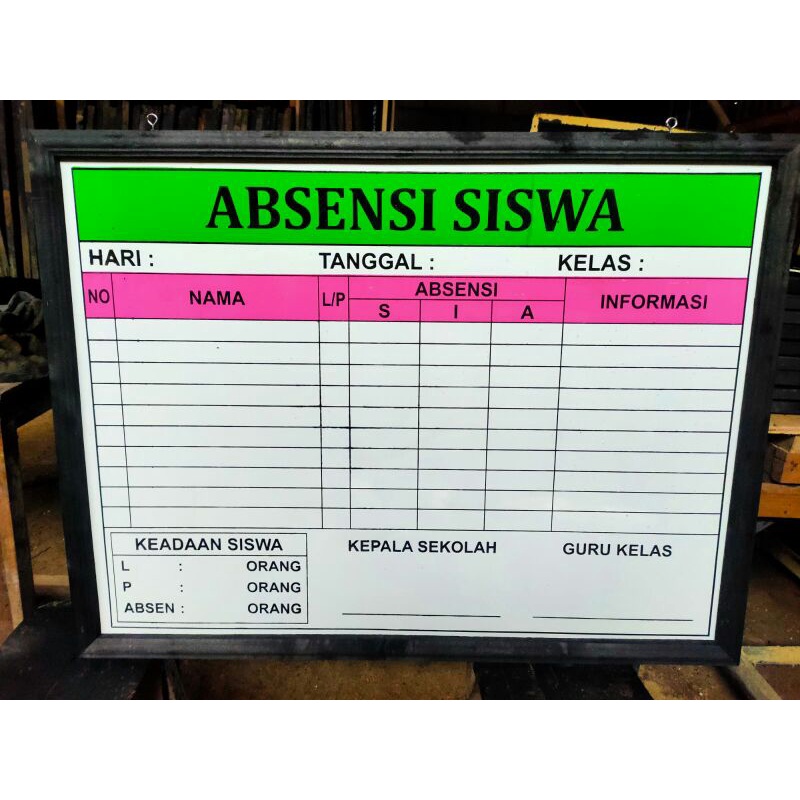 ABSENSI SISWA
HARI : TANGGAL : KELAS :
NO NAMA L/P ABSENSI INFORMASI
S I A
KEADAAN SISWA
L : ORANG
P : ORANG
ABSEN : ORANG
KEPALA SEKOLAH GURU KELAS